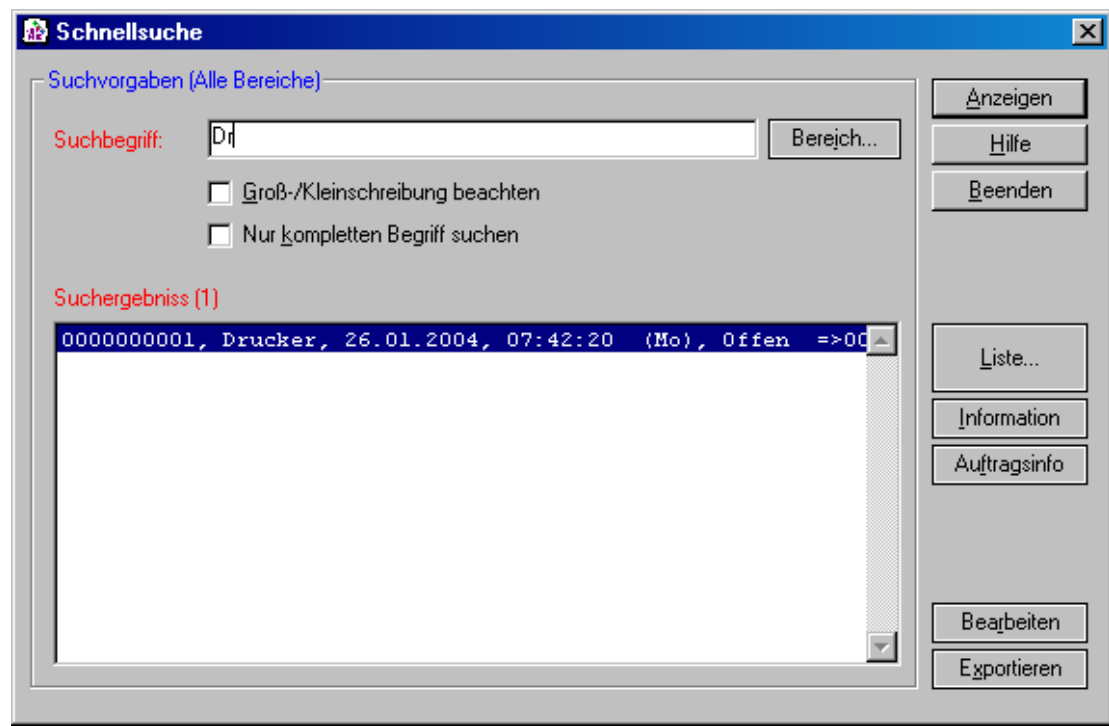 Schnellsuche
Suchvorgaben (Alle Bereiche)
Suchbegriff: Dr Bereich...
Groß-/Kleinschreibung beachten
Nur kompletten Begriff suchen
Suchergebniss (1)
0000000001, Drucker, 26.01.2004, 07:42:20 (Mo), Offen =>00
Anzeigen
Hilfe
Beenden
Liste...
Information
Auftragsinfo
Bearbeiten
Exportieren